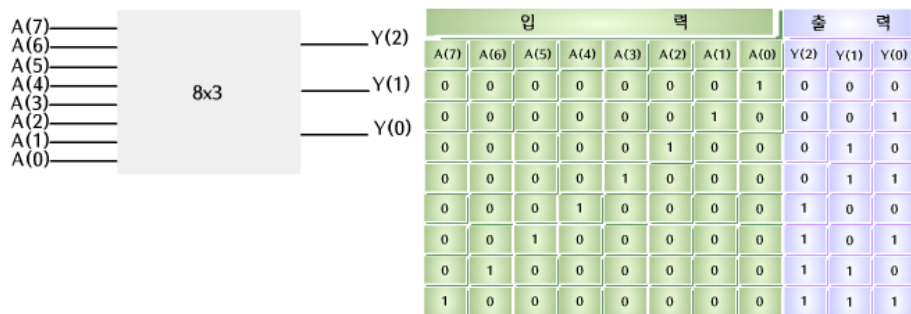 A(7)
A(6)
A(5)
A(4)
A(3)
A(2)
A(1)
A(0)
8x3
Y(2)
Y(1)
Y(0)
입 력 출 력
A(7) A(6) A(5) A(4) A(3) A(2) A(1) A(0) Y(2) Y(1) Y(0)
0 0 0 0 0 0 0 1 0 0 0
0 0 0 0 0 0 1 0 0 0 1
0 0 0 0 0 1 0 0 0 1 0
0 0 0 0 1 0 0 0 0 1 1
0 0 0 1 0 0 0 0 1 0 0
0 0 1 0 0 0 0 0 1 0 1
0 1 0 0 0 0 0 0 1 1 0
1 0 0 0 0 0 0 0 1 1 1